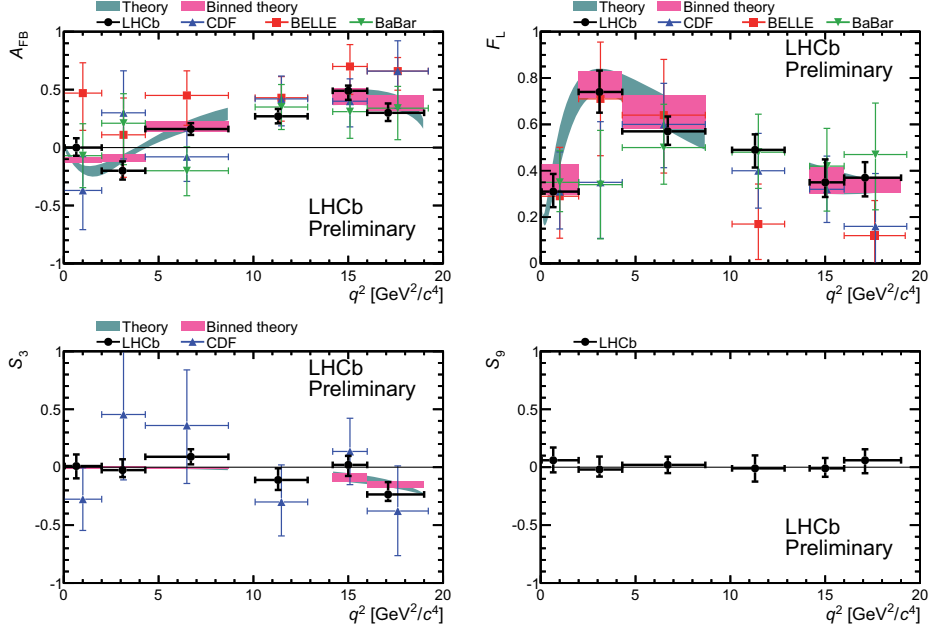 Theory Binned theory
LHCb CDF BELLE BaBar
A_FB
1
0.5
0
-0.5
-1
LHCb
Preliminary
0 5 10 15 20
q² [GeV²/c⁴]
Theory Binned theory
LHCb CDF BELLE BaBar
F_L
1
0.8
0.6
0.4
0.2
0
LHCb
Preliminary
0 5 10 15 20
q² [GeV²/c⁴]
Theory Binned theory
LHCb CDF
S₃
1
0.5
0
-0.5
-1
LHCb
Preliminary
0 5 10 15 20
q² [GeV²/c⁴]
LHCb
S₉
1
0.5
0
-0.5
-1
LHCb
Preliminary
0 5 10 15 20
q² [GeV²/c⁴]